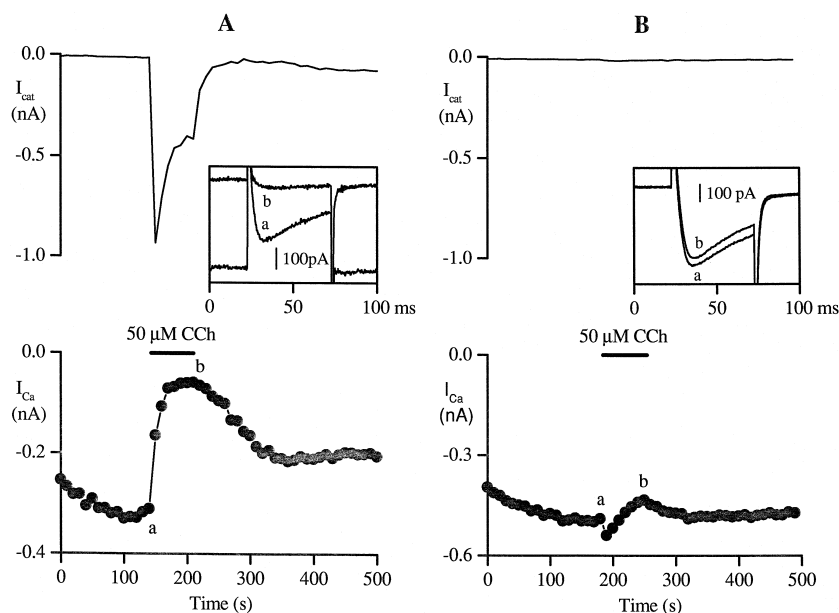 A
0.0
I cat
(nA)
-0.5
-1.0
b
a
100pA
0 50 100 ms
50 μM CCh
0.0
I Ca
(nA)
-0.2
-0.4
b
a
0 100 200 300 400 500
Time (s)
B
0.0
I cat
(nA)
-0.5
-1.0
100 pA
b
a
0 50 100 ms
50 μM CCh
0.0
I Ca
(nA)
-0.3
-0.6
a
b
0 100 200 300 400 500
Time (s)